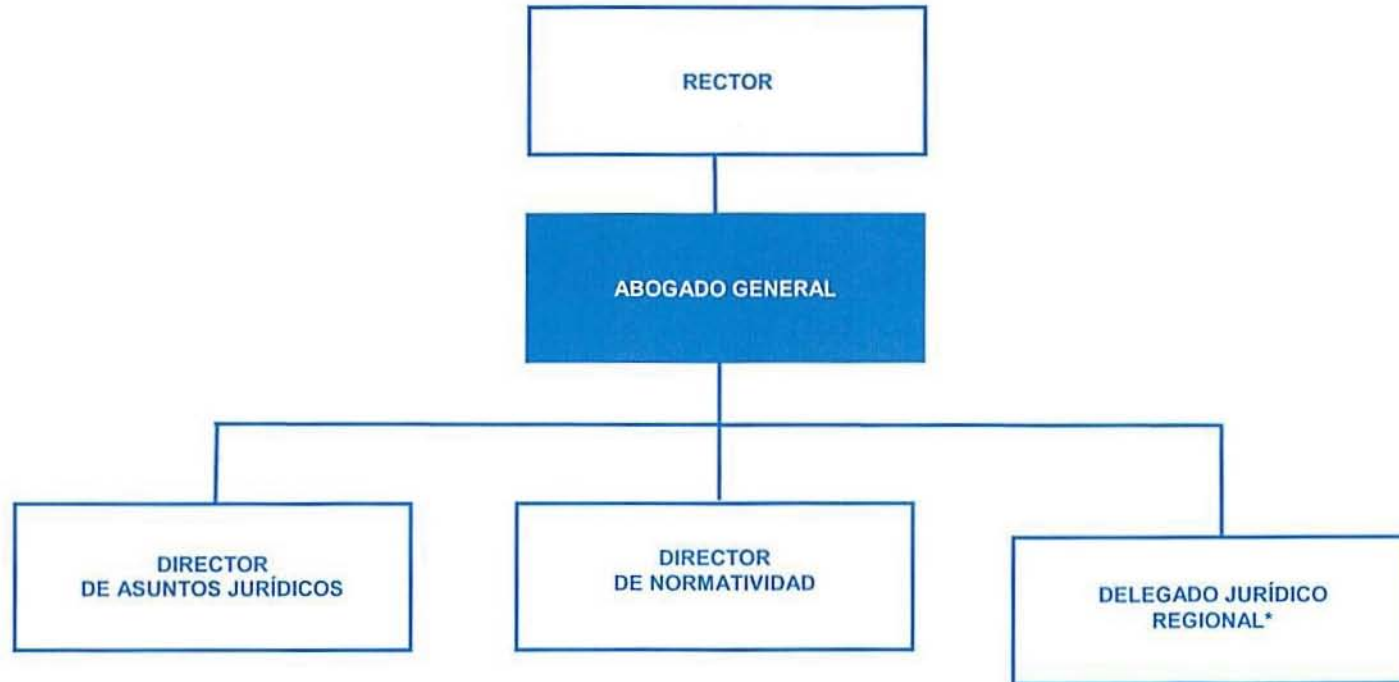 RECTOR
ABOGADO GENERAL
DIRECTOR
DE ASUNTOS JURÍDICOS
DIRECTOR
DE NORMATIVIDAD
DELEGADO JURÍDICO
REGIONAL*